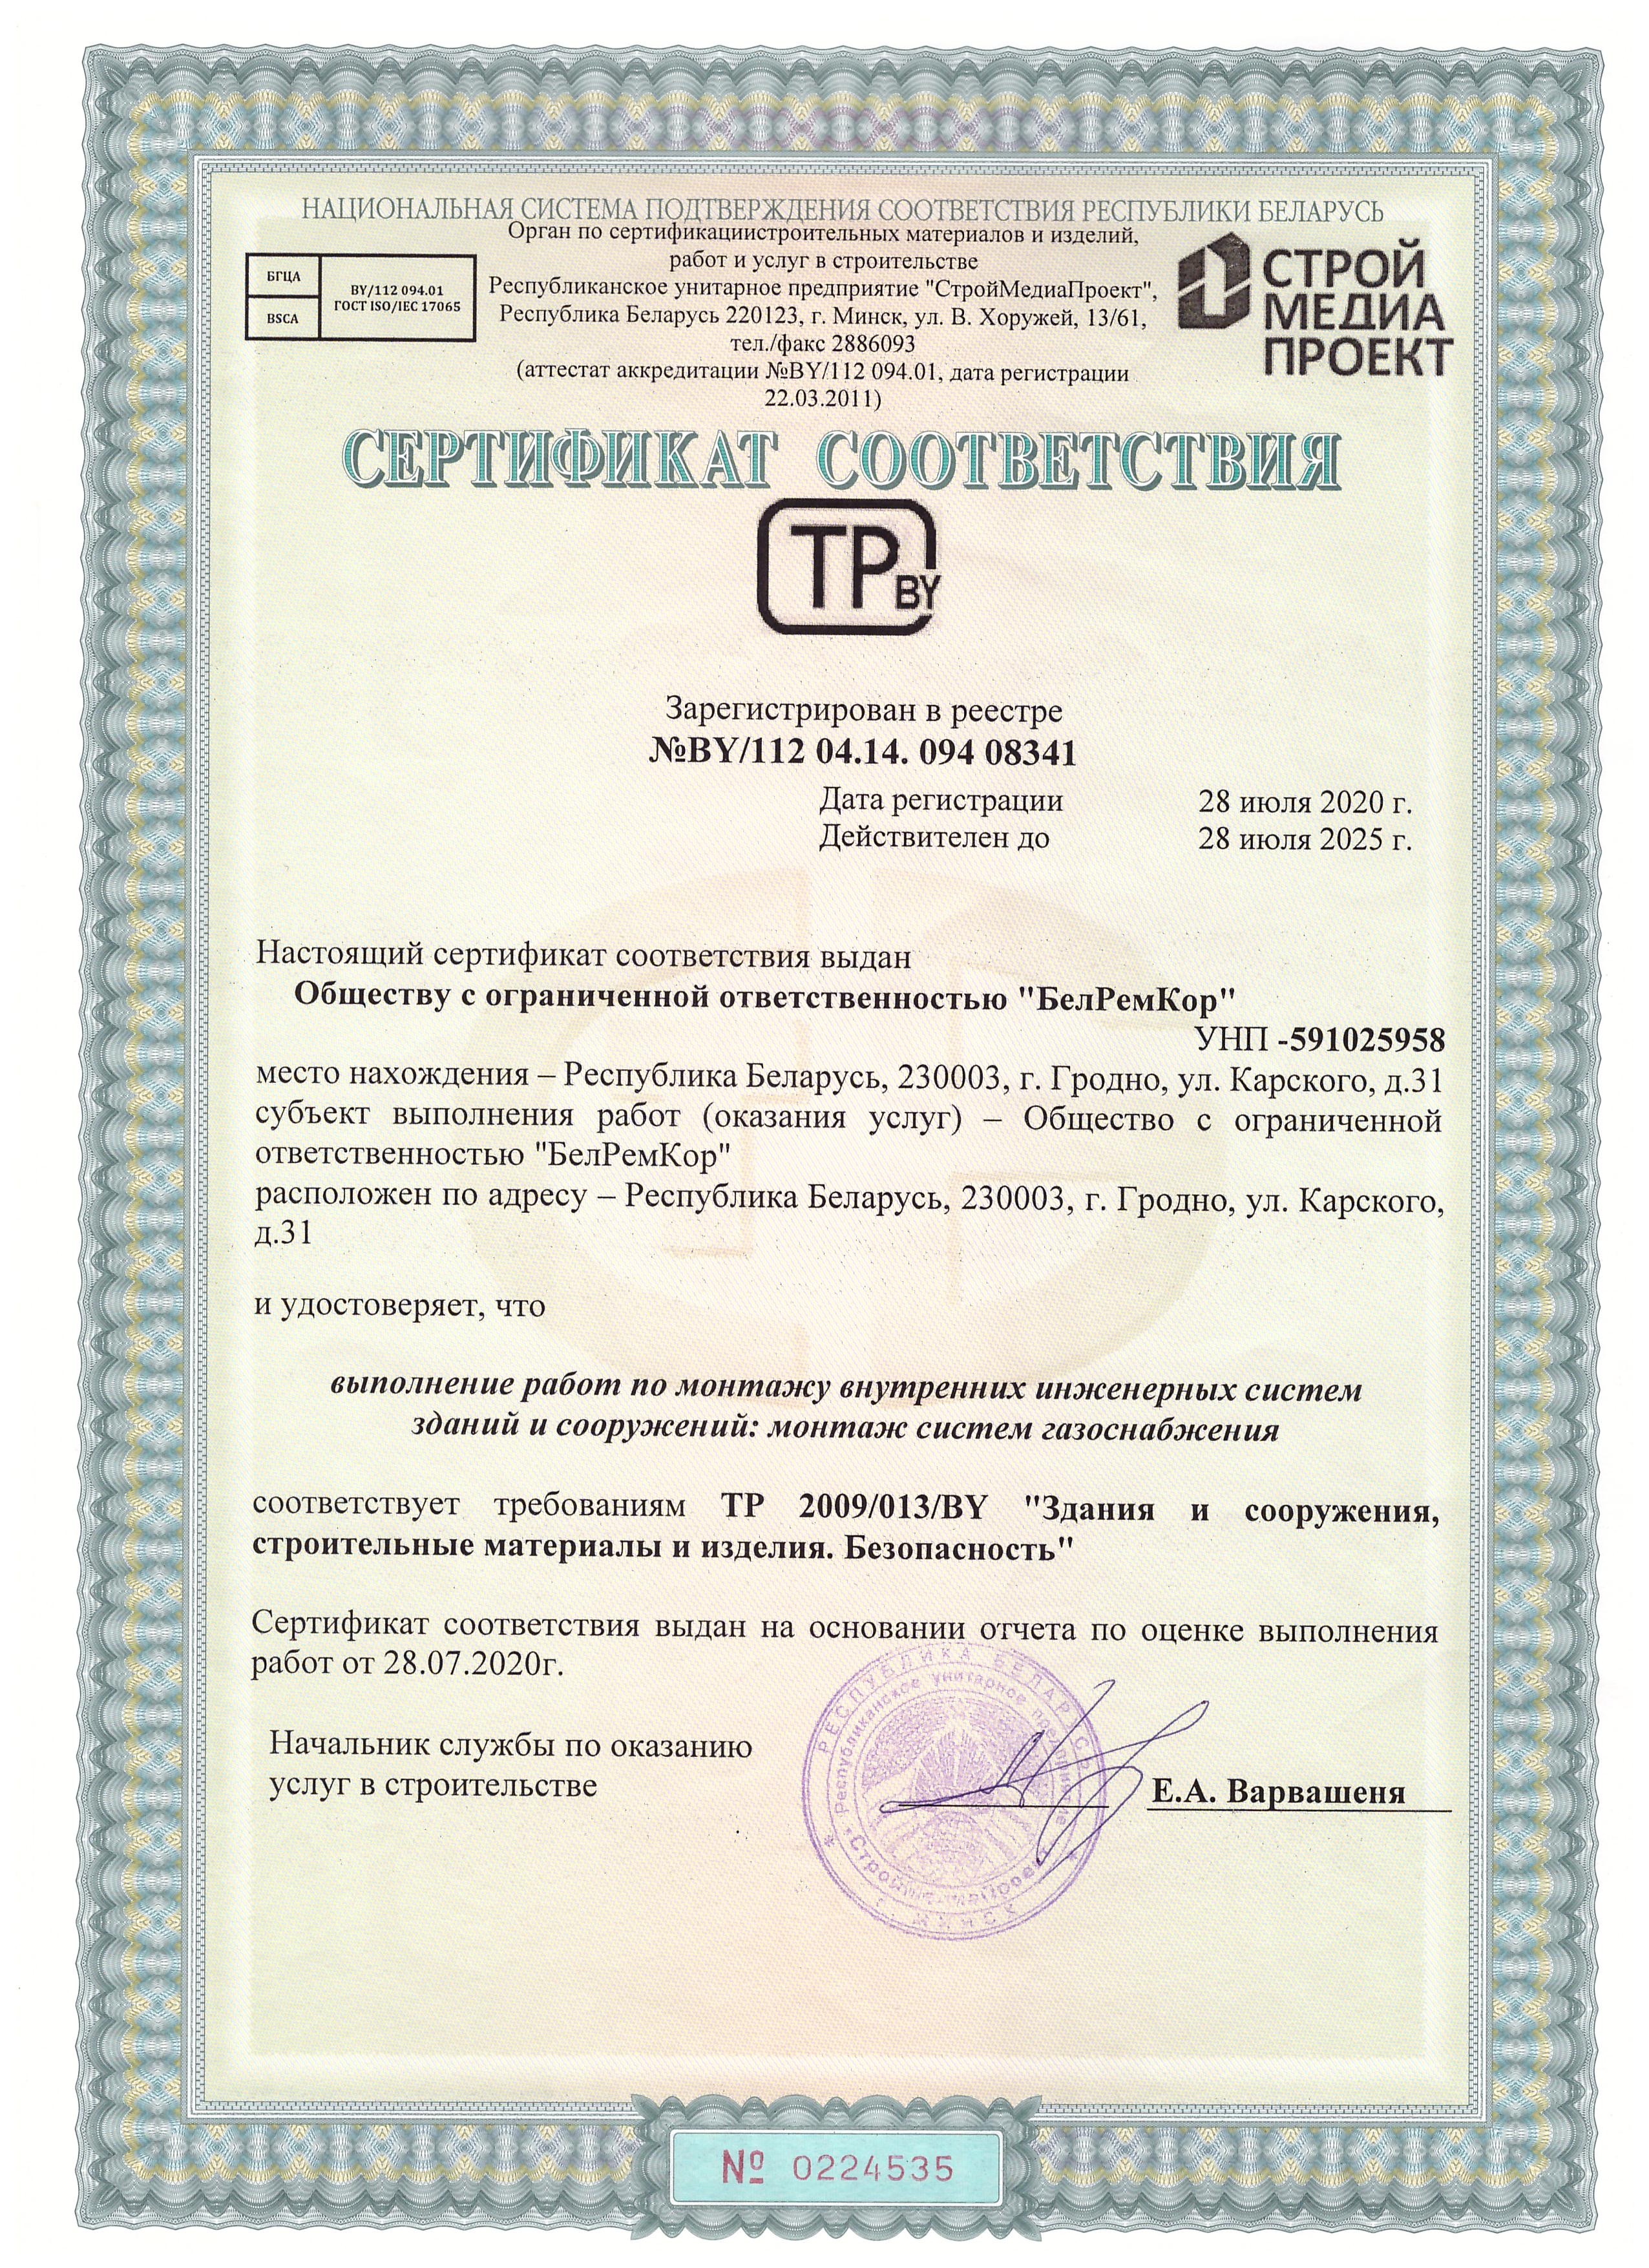 НАЦИОНАЛЬНАЯ СИСТЕМА ПОДТВЕРЖДЕНИЯ СООТВЕТСТВИЯ РЕСПУБЛИКИ БЕЛАРУСЬ
Орган по сертификациистроительных материалов и изделий,
работ и услуг в строительстве
Республиканское унитарное предприятие "СтройМедиаПроект",
Республика Беларусь 220123, г. Минск, ул. В. Хоружей, 13/61,
тел./факс 2886093
(аттестат аккредитации №BY/112 094.01, дата регистрации
22.03.2011)
БГЦА
BSCA
BY/112 094.01
ГОСТ ISO/IEC 17065
СТРОЙ
МЕДИА
ПРОЕКТ
СЕРТИФИКАТ СООТВЕТСТВИЯ
ТР BY
Зарегистрирован в реестре
№BY/112 04.14. 094 08341
Дата регистрации 28 июля 2020 г.
Действителен до 28 июля 2025 г.
Настоящий сертификат соответствия выдан
Обществу с ограниченной ответственностью "БелРемКор"
УНП -591025958
место нахождения – Республика Беларусь, 230003, г. Гродно, ул. Карского, д.31
субъект выполнения работ (оказания услуг) – Общество с ограниченной
ответственностью "БелРемКор"
расположен по адресу – Республика Беларусь, 230003, г. Гродно, ул. Карского,
д.31
и удостоверяет, что
выполнение работ по монтажу внутренних инженерных систем
зданий и сооружений: монтаж систем газоснабжения
соответствует требованиям ТР 2009/013/BY "Здания и сооружения,
строительные материалы и изделия. Безопасность"
Сертификат соответствия выдан на основании отчета по оценке выполнения
работ от 28.07.2020г.
РЕСПУБЛИКА БЕЛАРУСЬ
Республиканское унитарное предприятие
г. МИНСК
Начальник службы по оказанию
услуг в строительстве
Е.А. Варвашеня
№ 0224535